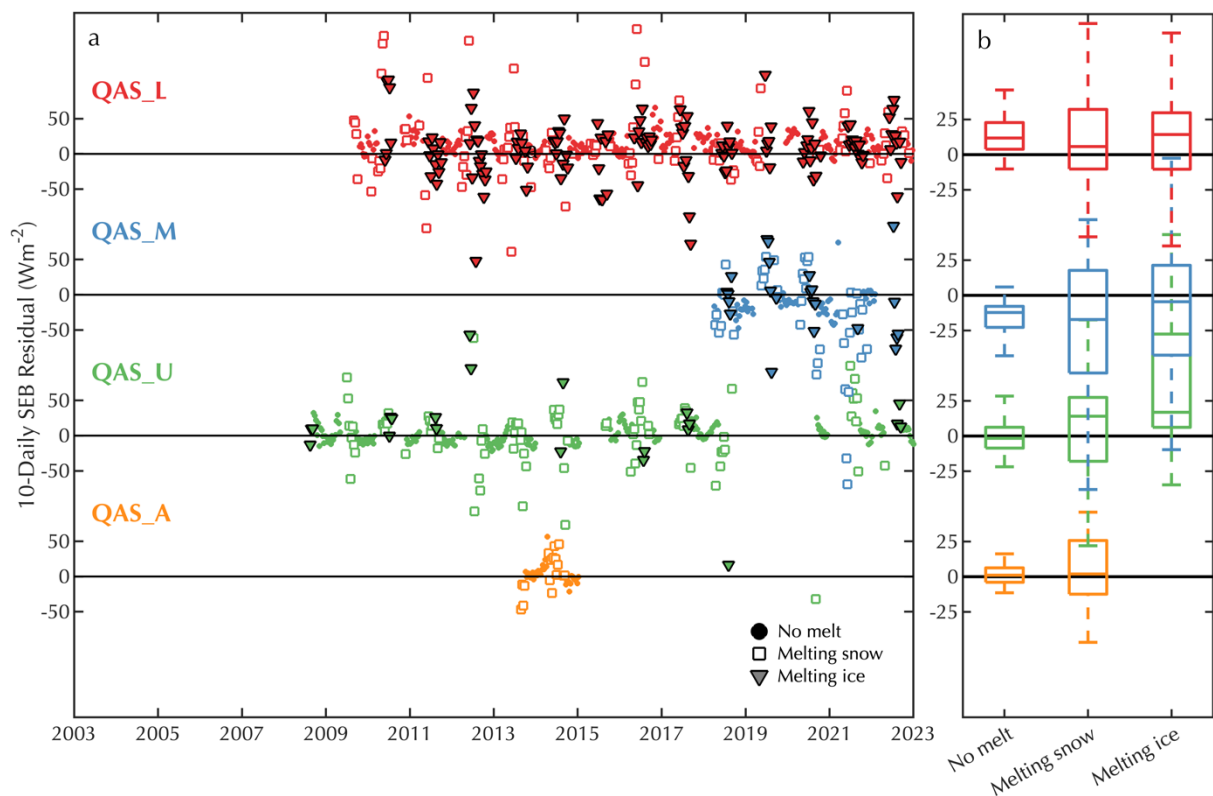 a
b
QAS_L
QAS_M
QAS_U
QAS_A
10-Daily SEB Residual (Wm-2)
50
0
-50
50
0
-50
50
0
-50
50
0
-50
No melt
Melting snow
Melting ice
2003
2005
2007
2009
2011
2013
2015
2017
2019
2021
2023
25
0
-25
25
0
-25
25
0
-25
25
0
-25
No melt
Melting snow
Melting ice